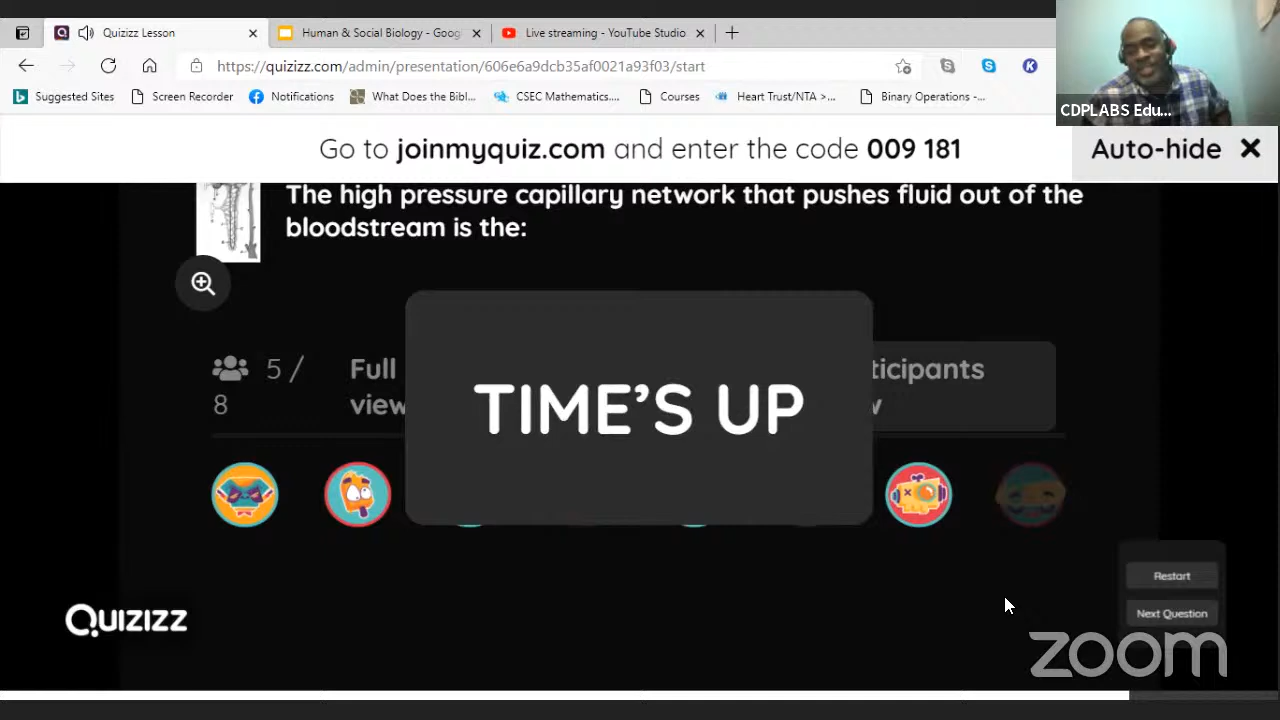 Quizizz Lesson
Human & Social Biology - Goog
Live streaming - YouTube Studio
https://quizizz.com/admin/presentation/606e6a9dcb35af0021a93f03/start
Suggested Sites
Screen Recorder
Notifications
What Does the Bibl...
CSEC Mathematics....
Courses
Heart Trust/NTA >...
Binary Operations -...
CDPLABS Edu...
Go to joinmyquiz.com and enter the code 009 181
Auto-hide
The high pressure capillary network that pushes fluid out of the
bloodstream is the:
5 /
8
Full
view
ticipants
TIME'S UP
Restart
Next Question
QUIZIZZ
zoom